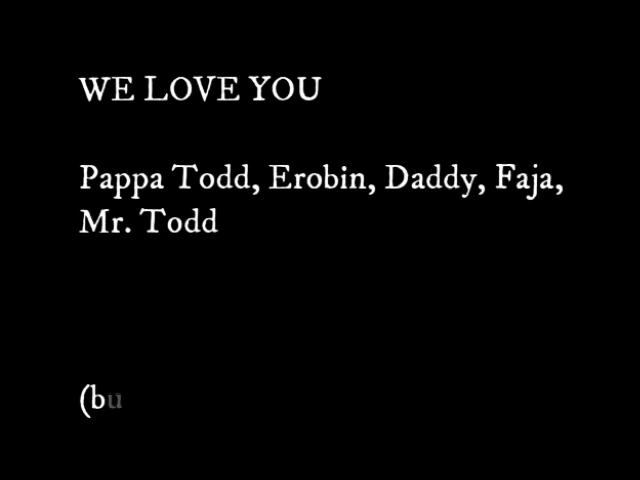 WE LOVE YOU
Pappa Todd, Erobin, Daddy, Faja,
Mr. Todd
(bu